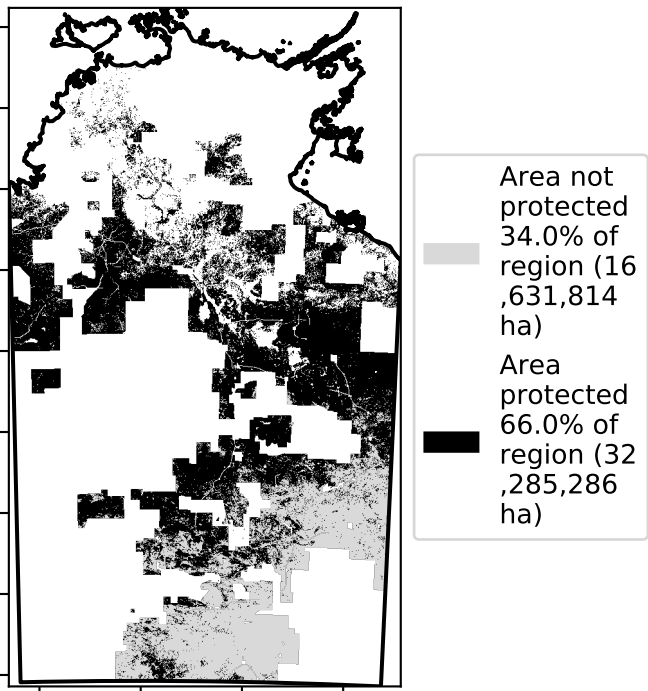 Area not
protected
34.0% of
region (16
,631,814
ha)
Area
protected
66.0% of
region (32
,285,286
ha)